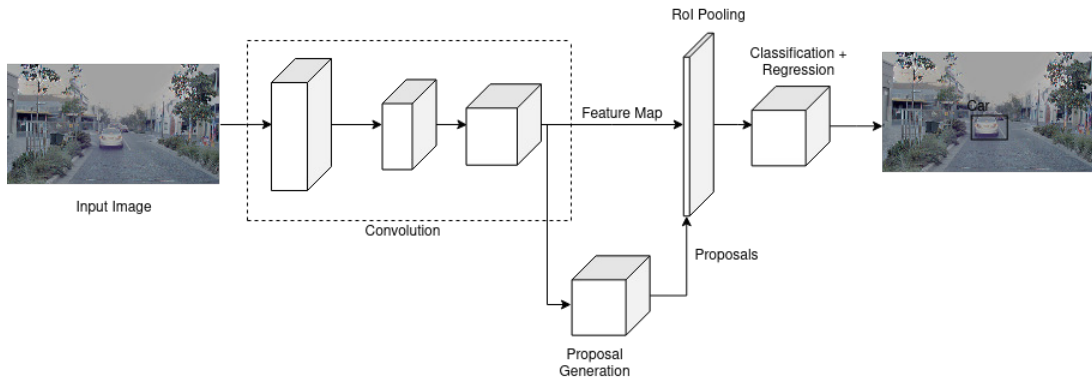 RoI Pooling
Classification +
Regression
Car
Feature Map
Input Image
Convolution
Proposals
Proposal
Generation